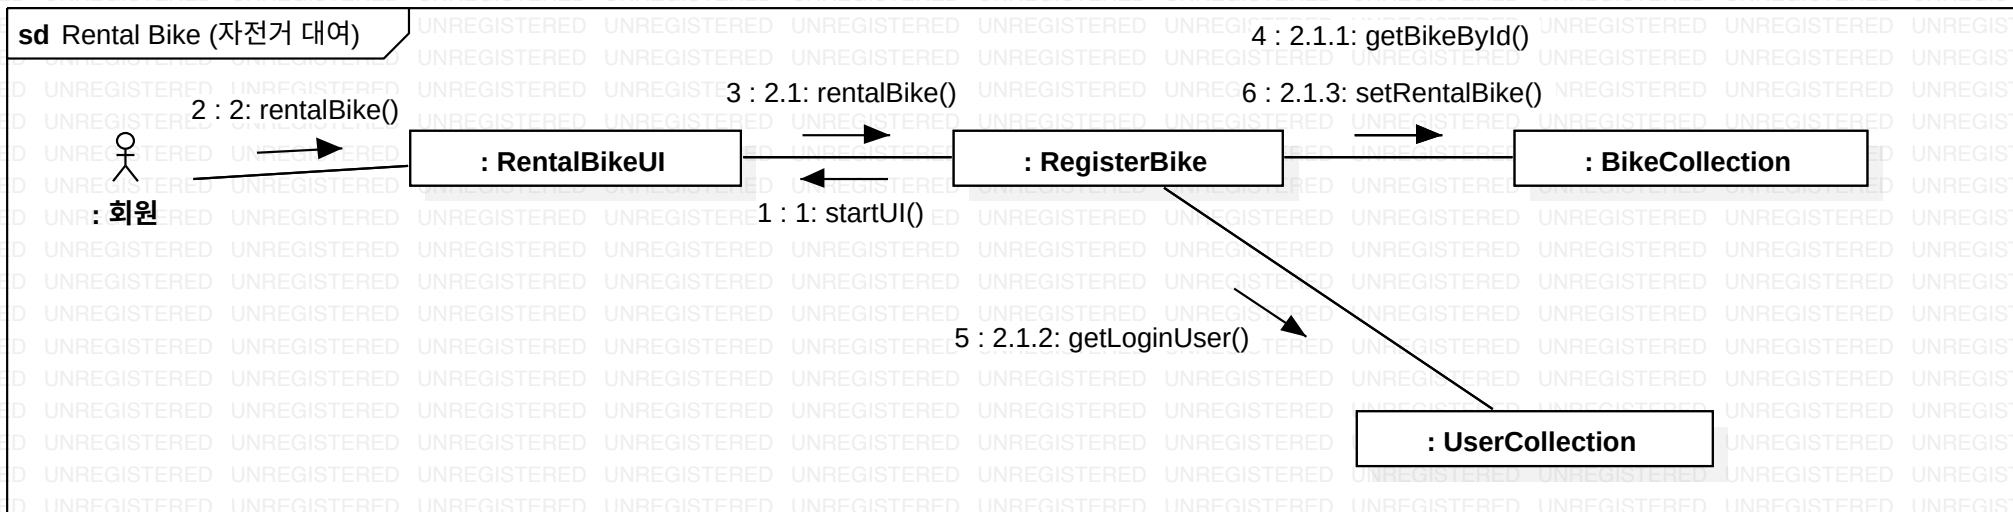 sd Rental Bike (자전거 대여)
4 : 2.1.1: getBikeById()
2 : 2: rentalBike()
3 : 2.1: rentalBike()
6 : 2.1.3: setRentalBike()
: 회원
: RentalBikeUI
: RegisterBike
: BikeCollection
1 : 1: startUI()
5 : 2.1.2: getLoginUser()
: UserCollection
UNREGISTERED